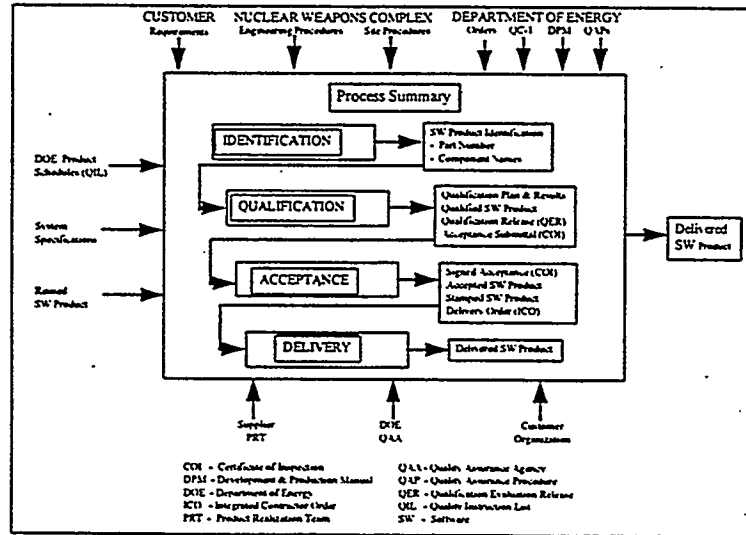 CUSTOMER
Requirements
NUCLEAR WEAPONS COMPLEX
Engineering Procedures
Site Procedures
DEPARTMENT OF ENERGY
Orders QC-1 DPM QAPs
Process Summary
IDENTIFICATION
SW Product Identification
- Part Number
- Component Names
DOE Product
Schedules (QIL)
QUALIFICATION
Qualification Plan & Results
Qualified SW Product
Qualification Release (QER)
Acceptance Submittal (COI)
System
Specifications
Delivered
SW Product
ACCEPTANCE
Signed Acceptance (COI)
Accepted SW Product
Stamped SW Product
Delivery Order (ICO)
SW Product
DELIVERY
Delivered SW Product
Supplier
PRT
DOE
QAA
Customer
Organization
COI - Certificate of Inspection
DPM - Development & Production Manual
DOE - Department of Energy
ICO - Integrated Contractor Order
PRT - Product Realization Team
QAA - Quality Assurance Agency
QAP - Quality Assurance Procedure
QER - Qualification Evaluation Release
QIL - Quality Instruction List
SW - Software